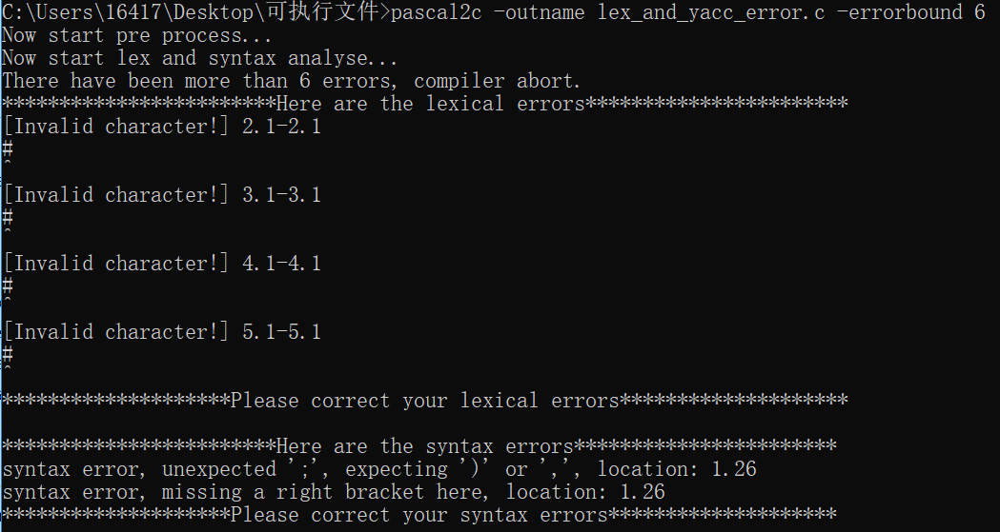 C:\Users\16417\Desktop\可执行文件>pascal2c -outname lex_and_yacc_error.c -errorbound 6
Now start pre process...
Now start lex and syntax analyse...
There have been more than 6 errors, compiler abort.
************************Here are the lexical errors***********************
[Invalid character!] 2.1-2.1
#
^
[Invalid character!] 3.1-3.1
#
^
[Invalid character!] 4.1-4.1
#
^
[Invalid character!] 5.1-5.1
#
^
********************Please correct your lexical errors********************
************************Here are the syntax errors***********************
syntax error, unexpected ';', expecting ')' or ',', location: 1.26
syntax error, missing a right bracket here, location: 1.26
********************Please correct your syntax errors********************